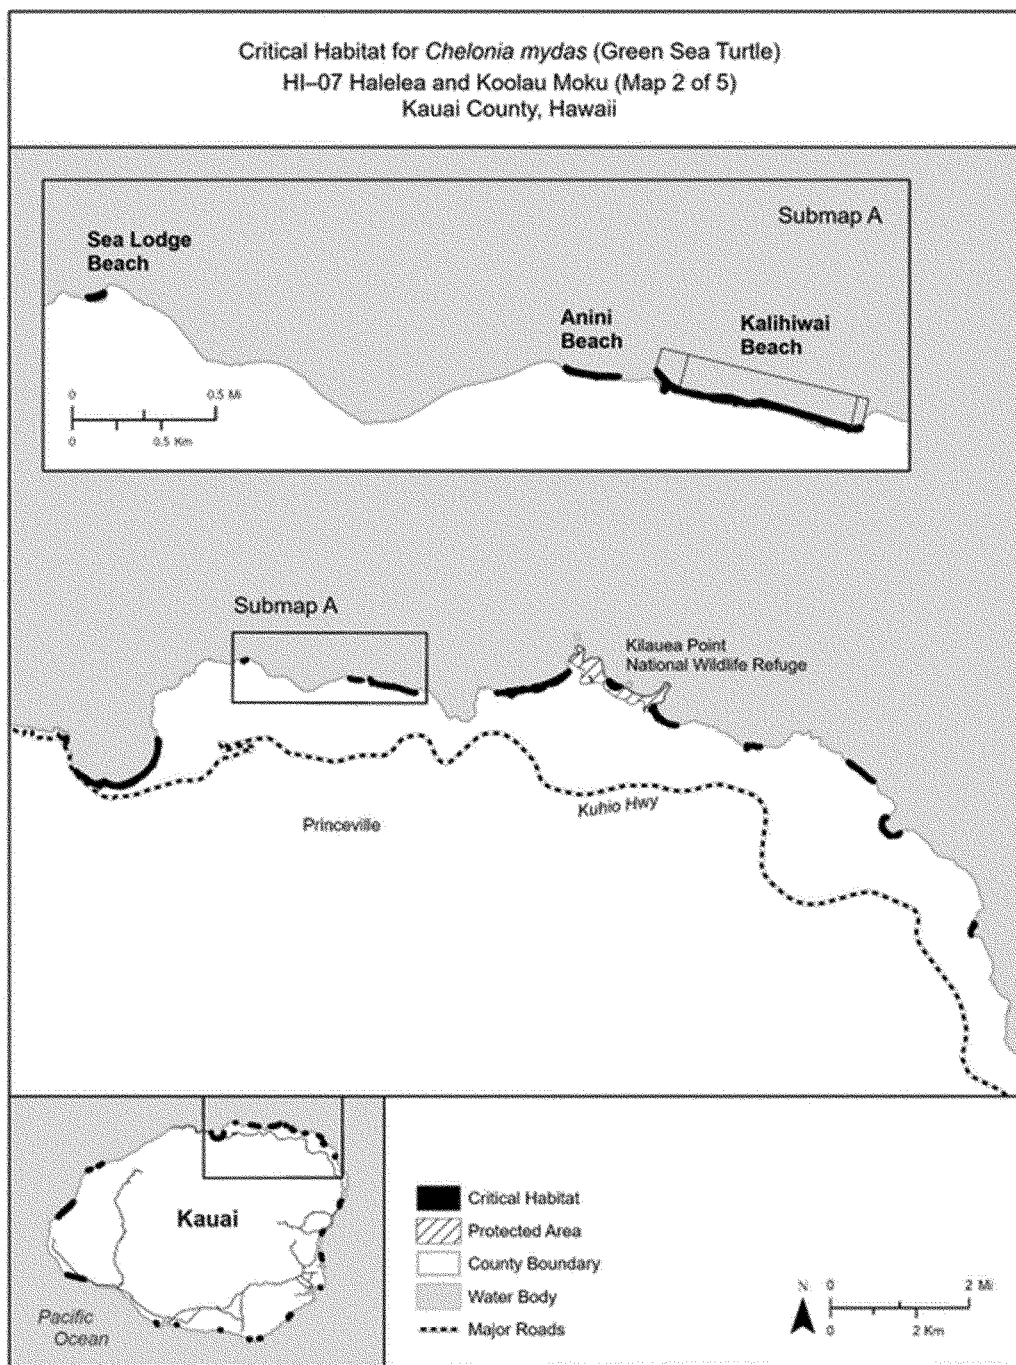 Critical Habitat for Chelonia mydas (Green Sea Turtle)
HI–07 Halelea and Koolau Moku (Map 2 of 5)
Kauai County, Hawaii
Submap A
Sea Lodge
Beach
Anini
Beach
Kalihiwai
Beach
0 0.5 Mi
0 0.5 Km
Submap A
Kilauea Point
National Wildlife Refuge
Kuhio Hwy
Princeville
Kauai
Pacific
Ocean
Critical Habitat
Protected Area
County Boundary
Water Body
Major Roads
N
0 2 Mi
0 2 Km